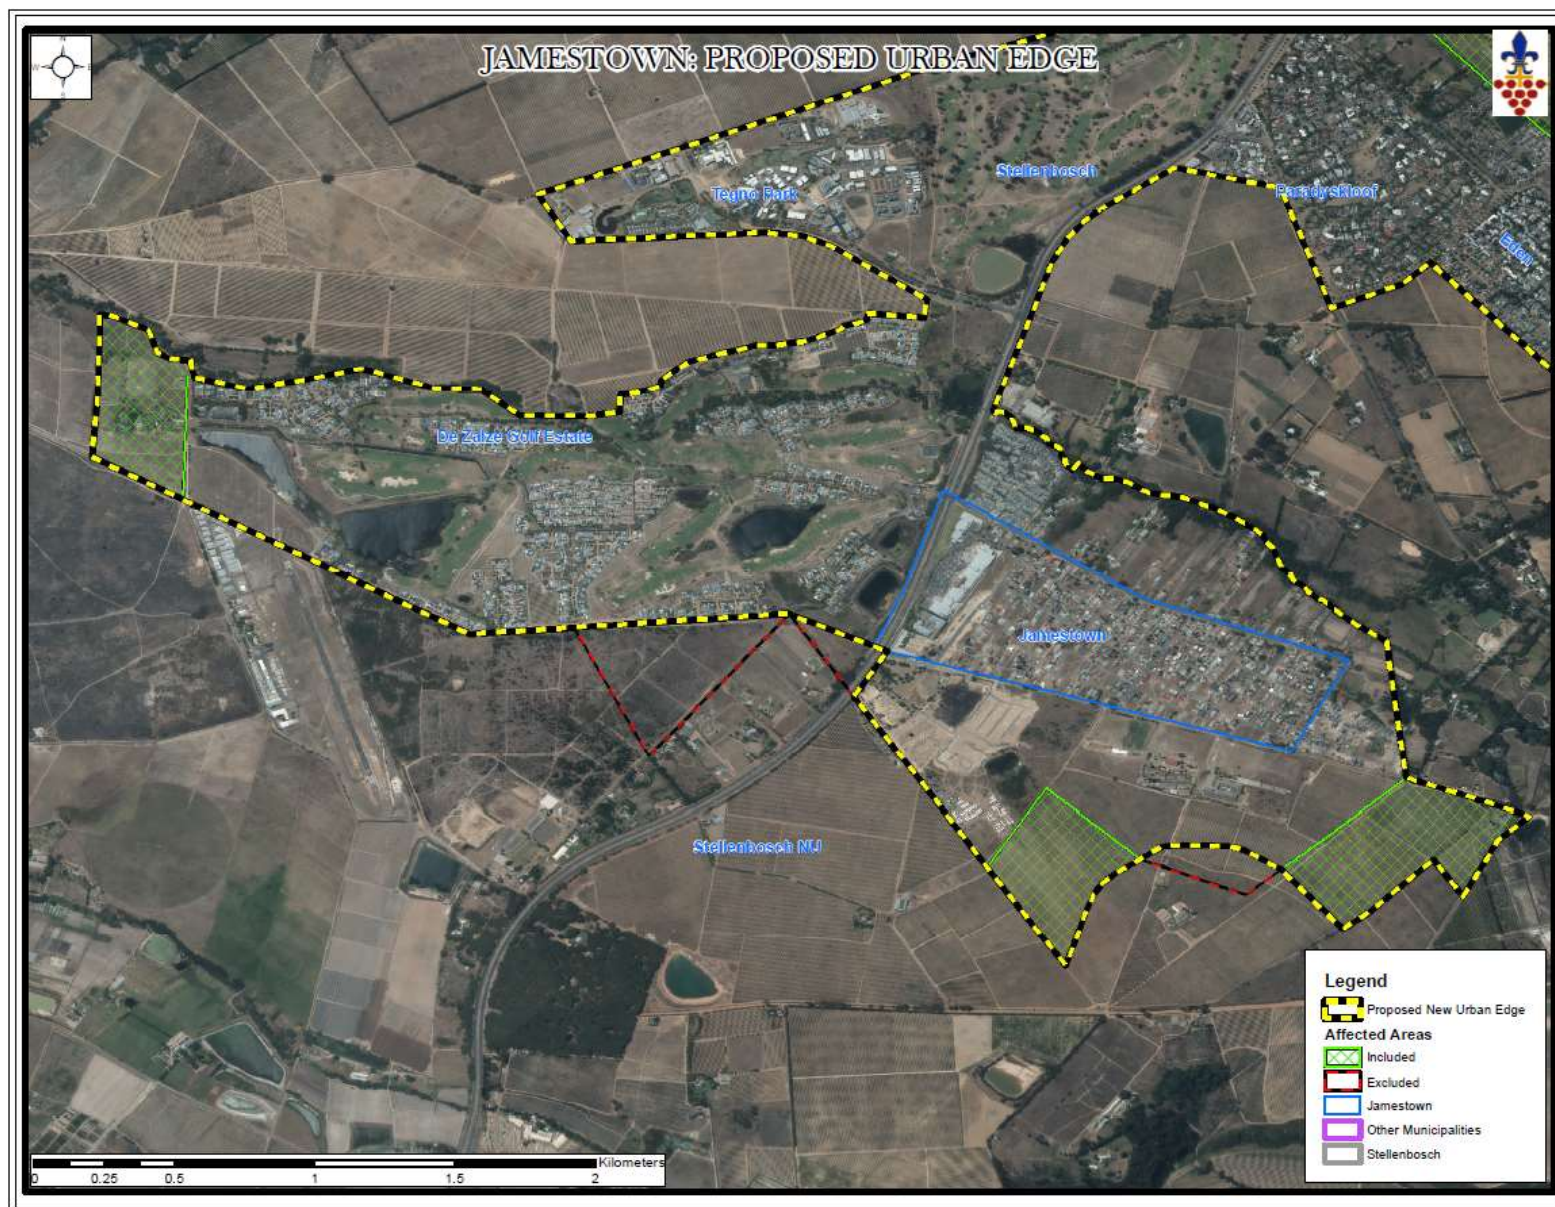 JAMESTOWN: PROPOSED URBAN EDGE
N
W
E
S
Stellenbosch
Tegno Park
Paradyskloof
Eden
De Zalze Golf Estate
Jamestown
Stellenbosch NU
Legend
Proposed New Urban Edge
Affected Areas
Included
Excluded
Jamestown
Other Municipalities
Stellenbosch
Kilometers
0 0.25 0.5 1 1.5 2